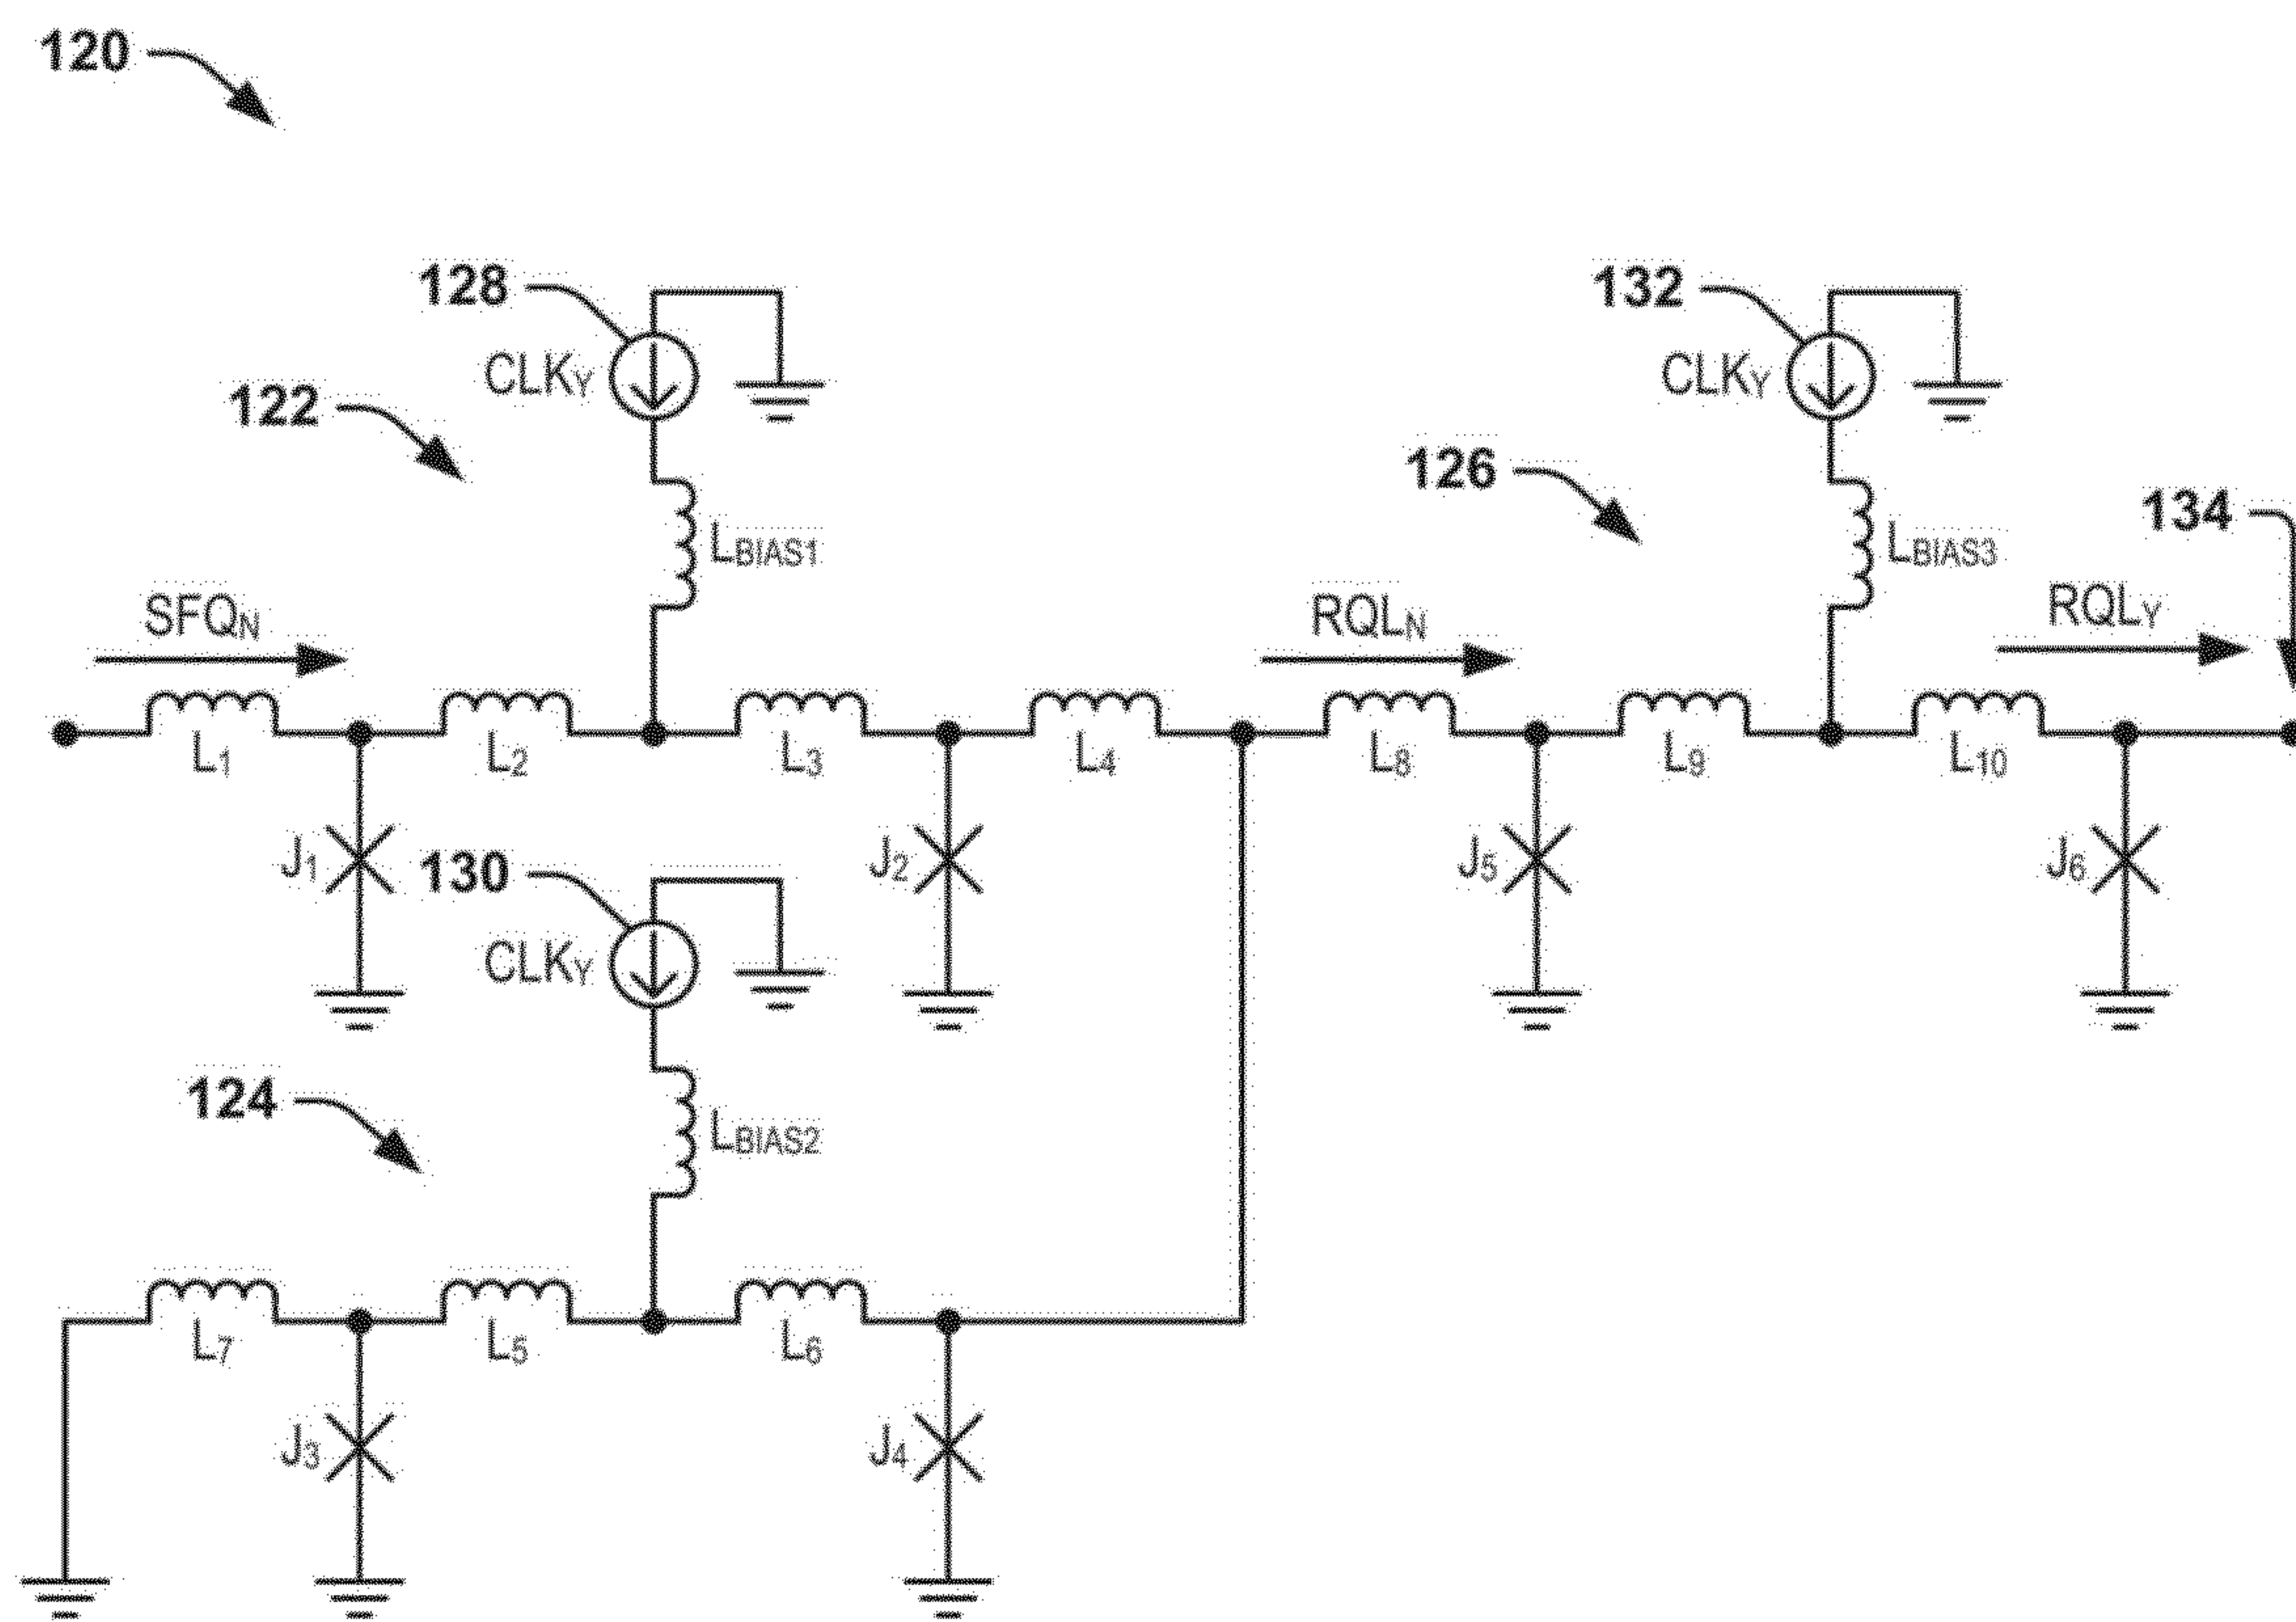 120
128
132
CLKY
CLKY
122
126
134
LBIAS1
LBIAS3
SFQN
RQLN
RQLY
L1
L2
L3
L4
L8
L9
L10
J1
130
J2
J5
J6
CLKY
124
LBIAS2
L7
L5
L6
J3
J4